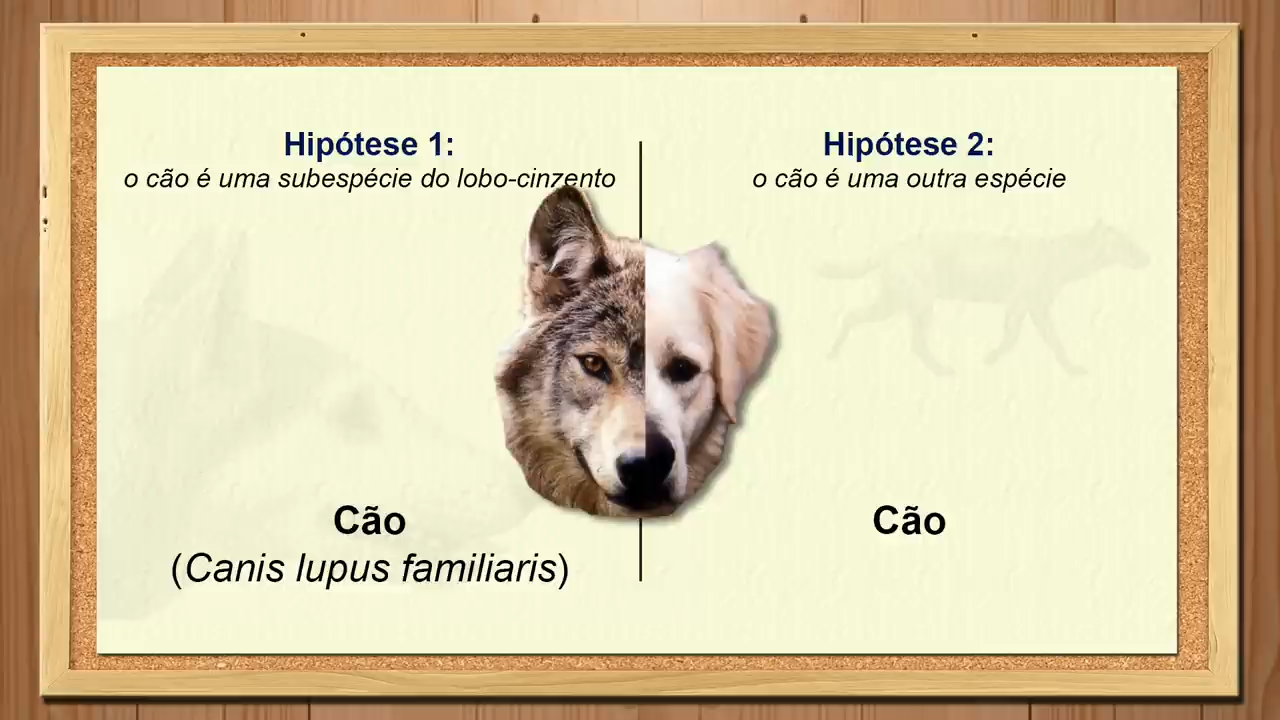 Hipótese 1:
o cão é uma subespécie do lobo-cinzento
Cão
(Canis lupus familiaris)
Hipótese 2:
o cão é uma outra espécie
Cão